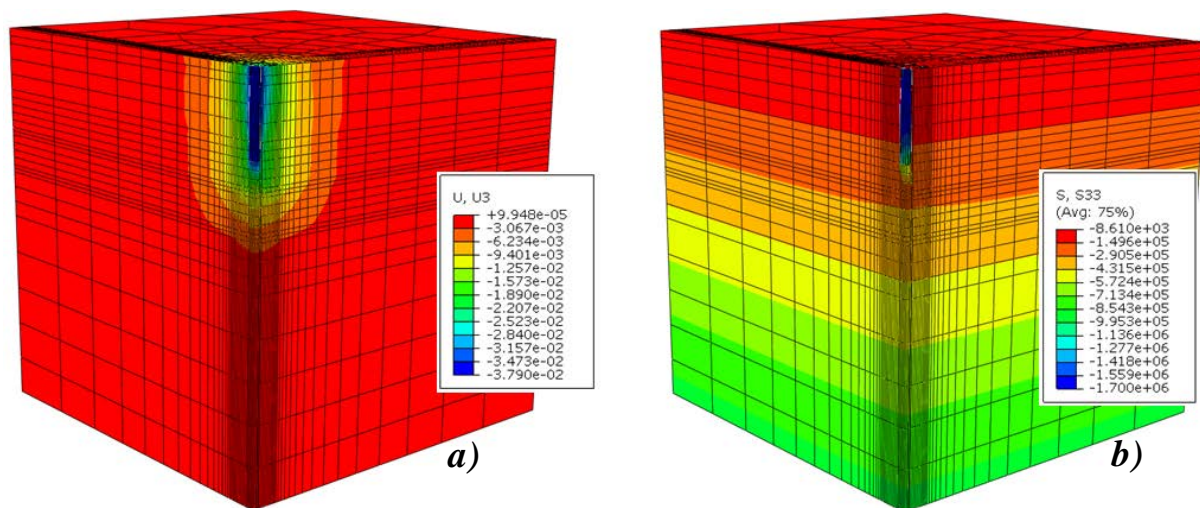 U, U3
+9.948e-05
-3.067e-03
-6.234e-03
-9.401e-03
-1.257e-02
-1.573e-02
-1.890e-02
-2.207e-02
-2.523e-02
-2.840e-02
-3.157e-02
-3.473e-02
-3.790e-02
a)
S, S33
(Avg: 75%)
-8.610e+03
-1.496e+05
-2.905e+05
-4.315e+05
-5.724e+05
-7.134e+05
-8.543e+05
-9.953e+05
-1.136e+06
-1.277e+06
-1.418e+06
-1.559e+06
-1.700e+06
b)